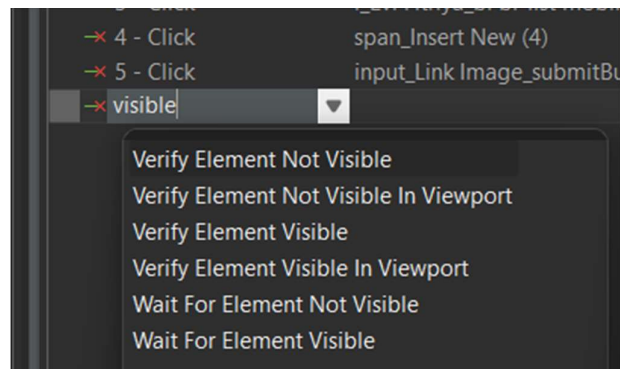 4 - Click span_Insert New (4)
5 - Click input_Link Image_submitBu
visible
Verify Element Not Visible
Verify Element Not Visible In Viewport
Verify Element Visible
Verify Element Visible In Viewport
Wait For Element Not Visible
Wait For Element Visible